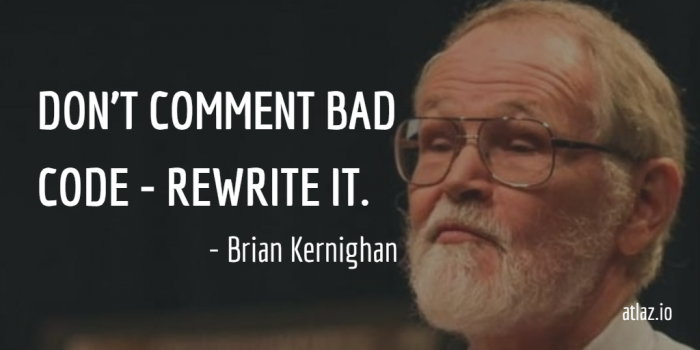 DON'T COMMENT BAD
CODE - REWRITE IT.
- Brian Kernighan
atlaz.io